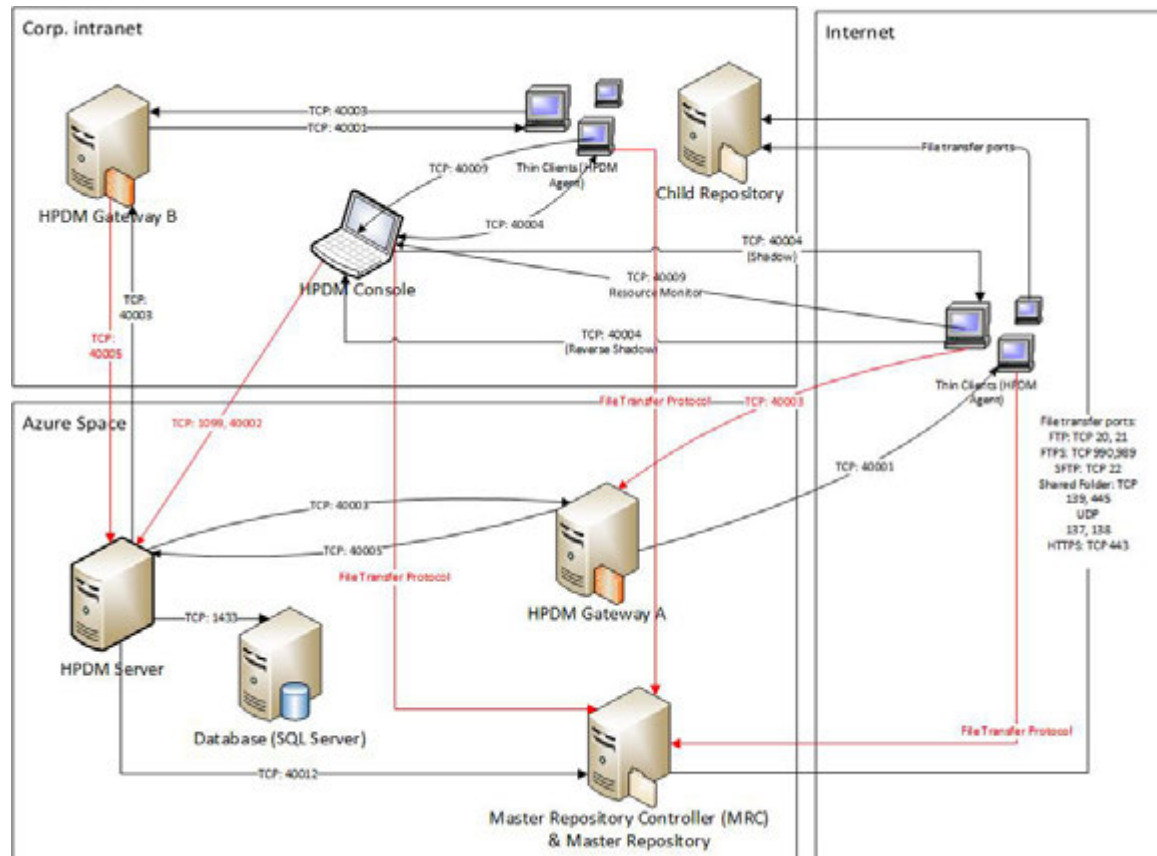 Corp. intranet
Internet
TCP: 40003
TCP: 40001
HPDM Gateway B
TCP: 40009
Thin Clients (HPDM
Agent)
TCP: 40004
HPDM Console
Child Repository
File transfer ports
TCP: 40004
(Shadow)
TCP: 40009
Resource Monitor
TCP: 40004
(Reverse Shadow)
TCP:
40003
TCP:
40005
Thin Clients (HPDM
Agent)
Azure Space
TCP: 1099, 40002
File Transfer Protocol
TCP: 40003
TCP: 40001
File transfer ports:
FTP: TCP 20, 21
FTPS: TCP 990,989
SFTP: TCP 22
Shared Folder: TCP
139, 445
UDP
137, 138
HTTPS: TCP 443
TCP: 40003
TCP: 40005
File Transfer Protocol
HPDM Gateway A
TCP: 1433
HPDM Server
Database (SQL Server)
File Transfer Protocol
TCP: 40012
Master Repository Controller (MRC)
& Master Repository